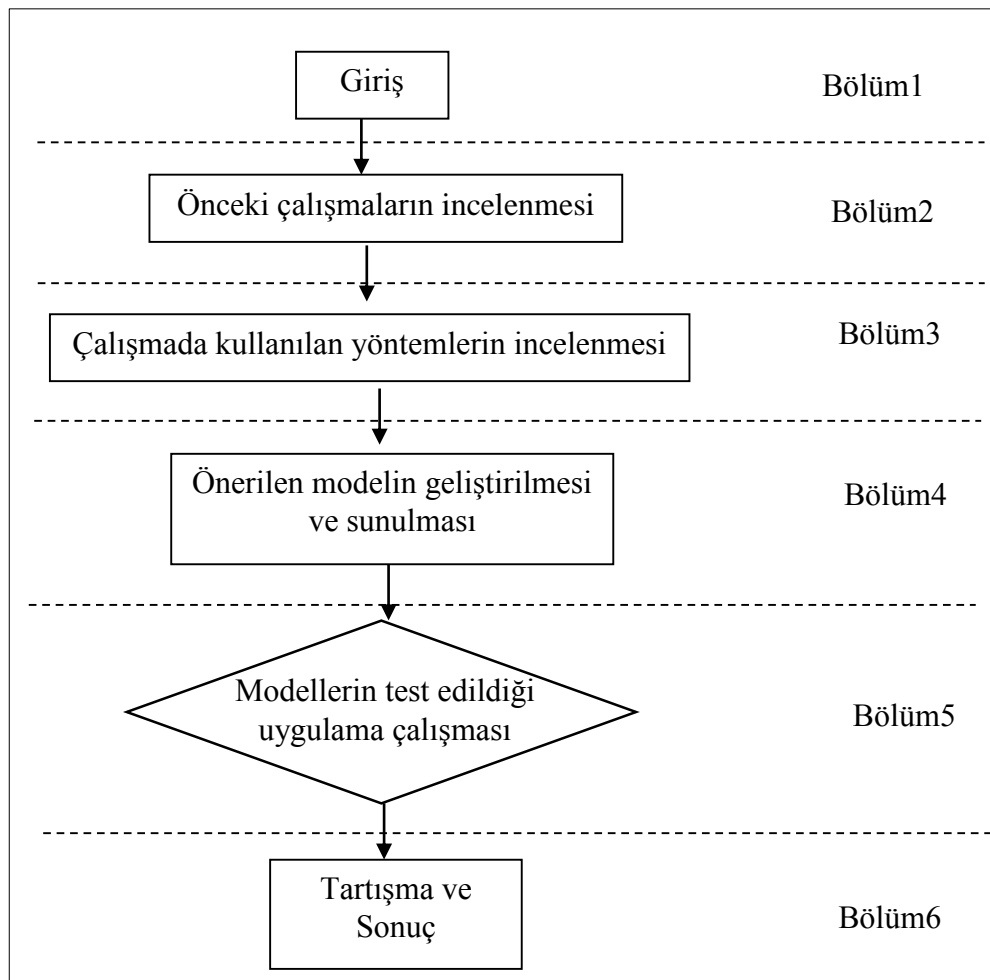 Giriş
Bölüm1
Önceki çalışmaların incelenmesi
Bölüm2
Çalışmada kullanılan yöntemlerin incelenmesi
Bölüm3
Önerilen modelin geliştirilmesi
ve sunulması
Bölüm4
Modellerin test edildiği
uygulama çalışması
Bölüm5
Tartışma ve
Sonuç
Bölüm6